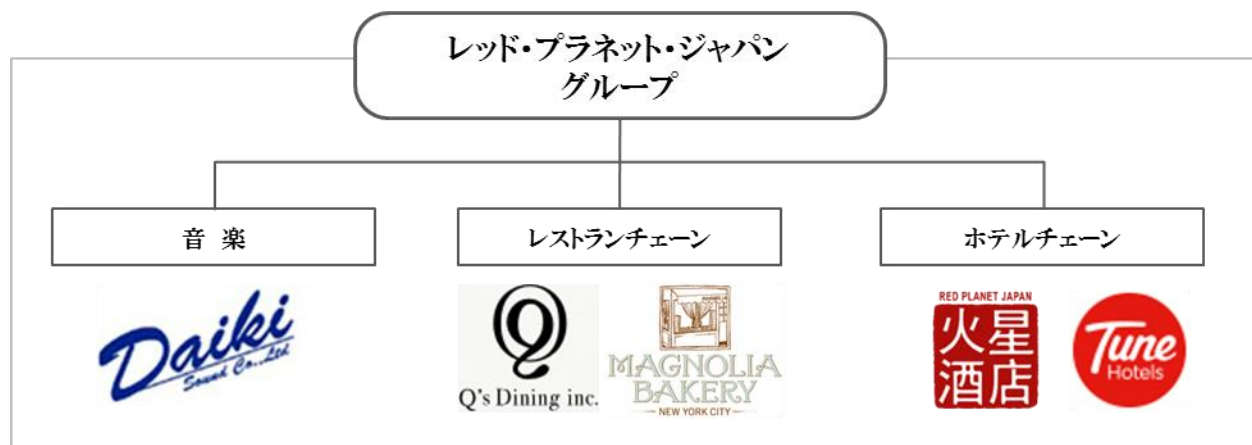 レッド・プラネット・ジャパン
グループ
音 楽
レストランチェーン
ホテルチェーン
Daiki
Sound Co.,Ltd
Q
Q's Dining inc.
MAGNOLIA
BAKERY
NEW YORK CITY
RED PLANET JAPAN
火星
酒店
Tune
Hotels